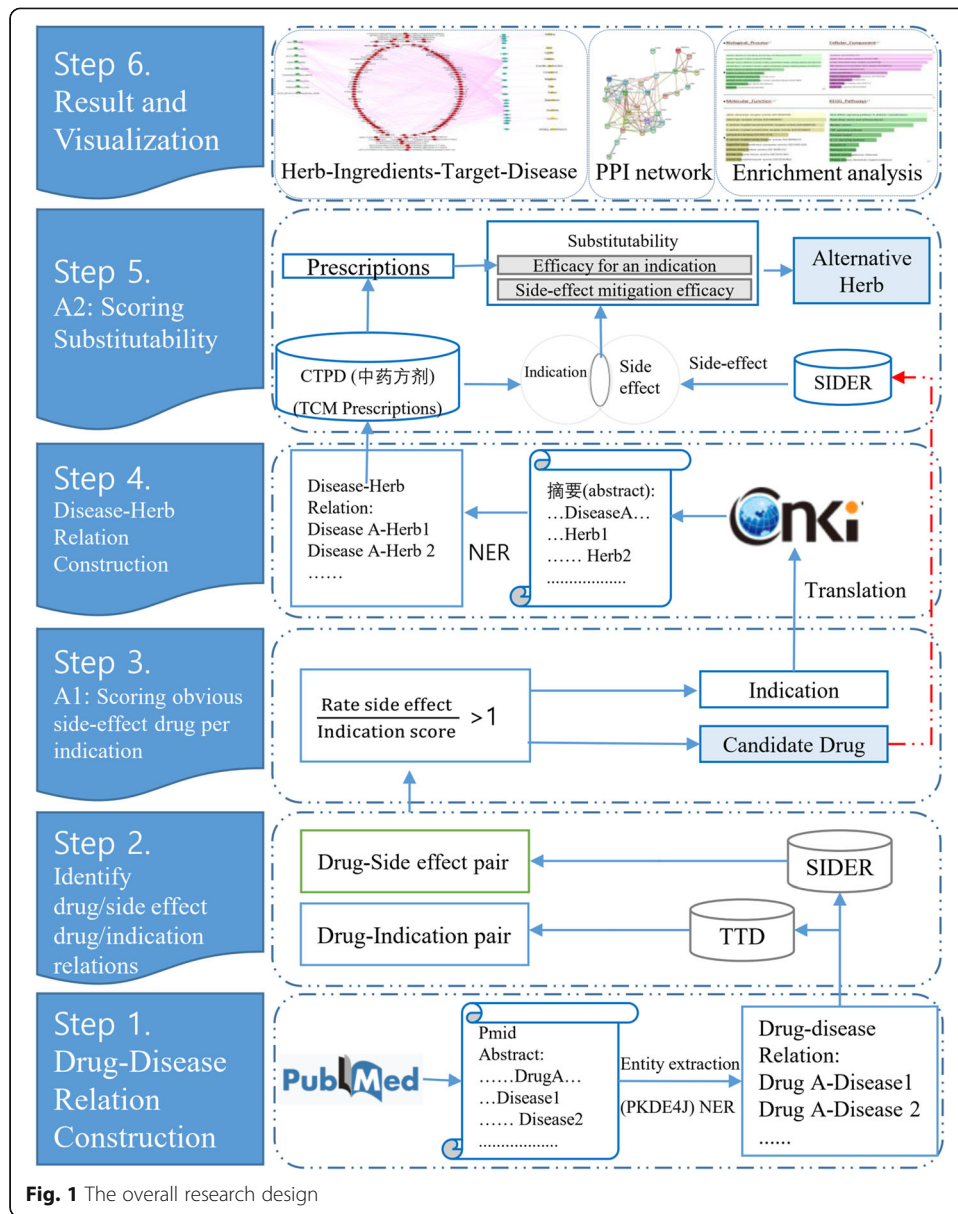 Step 6.
Result and
Visualization
Biological_Process
Cellular_Component
Molecular_Function
KEGG_Pathways
Herb-Ingredients-Target-Disease
PPI network
Enrichment analysis
Step 5.
A2: Scoring
Substitutability
Prescriptions
Substitutability
Efficacy for an indication
Side-effect mitigation efficacy
Alternative
Herb
CTPD (中药方剂)
(TCM Prescriptions)
Indication
Side
effect
Side-effect
SIDER
Step 4.
Disease-Herb
Relation
Construction
Disease-Herb
Relation:
Disease A-Herb1
Disease A-Herb 2
......
NER
摘要(abstract):
...DiseaseA...
...Herb1
...... Herb2
..................
Cnki
Translation
Step 3.
A1: Scoring obvious
side-effect drug per
indication
Rate side effect
Indication score
>1
Indication
Candidate Drug
Step 2.
Identify
drug/side effect
drug/indication
relations
Drug-Side effect pair
Drug-Indication pair
SIDER
TTD
Step 1.
Drug-Disease
Relation
Construction
PubMed
Pmid
Abstract:
......DrugA...
...Disease1
...... Disease2
..................
Entity extraction
(PKDE4J) NER
Drug-disease
Relation:
Drug A-Disease1
Drug A-Disease 2
......
Fig. 1 The overall research design